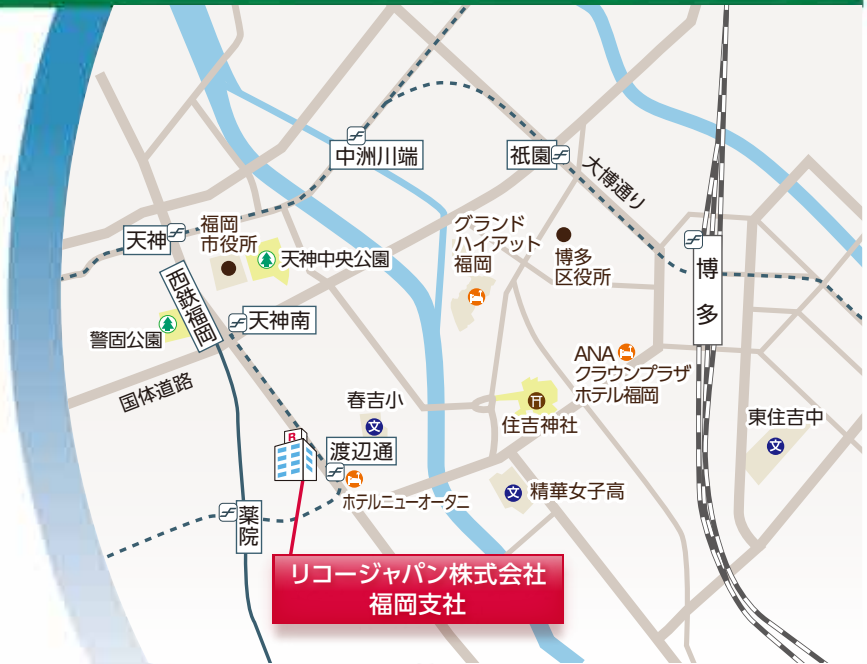 中洲川端
祇園
大博通り
天神
福岡
市役所
天神中央公園
グランド
ハイアット
福岡
博多
区役所
博多
西鉄福岡
天神南
警固公園
国体道路
ANA
クラウンプラザ
ホテル福岡
春吉小
文
住吉神社
東住吉中
文
R
渡辺通
ホテルニューオータニ
文
精華女子高
薬院
リコージャパン株式会社
福岡支社